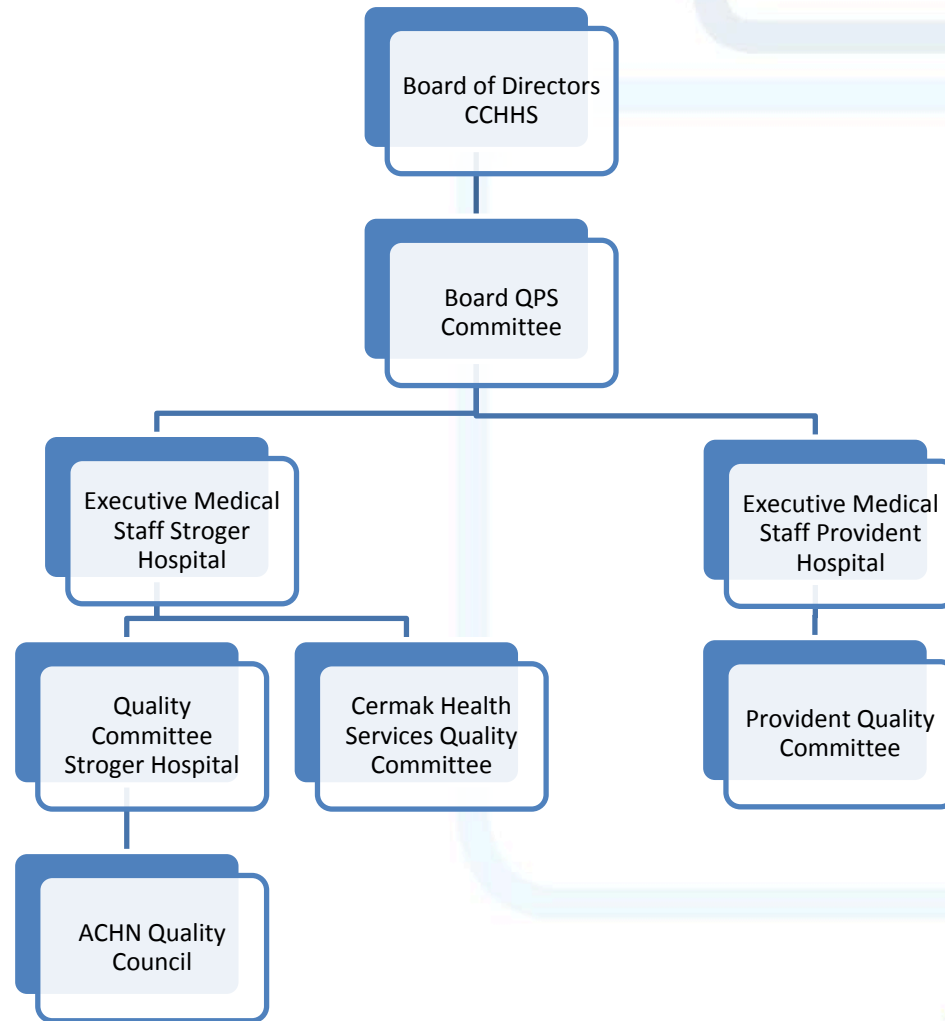 Board of Directors
CCHHS
Board QPS
Committee
Executive Medical
Staff Stroger
Hospital
Executive Medical
Staff Provident
Hospital
Quality
Committee
Stroger Hospital
Cermak Health
Services Quality
Committee
Provident Quality
Committee
ACHN Quality
Council